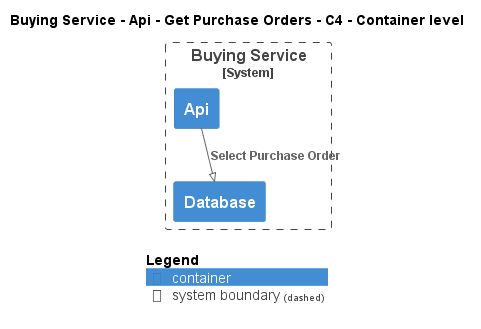 Buying Service - Api - Get Purchase Orders - C4 - Container level
Buying Service
[System]
Api
Select Purchase Order
Database
Legend
container
system boundary (dashed)